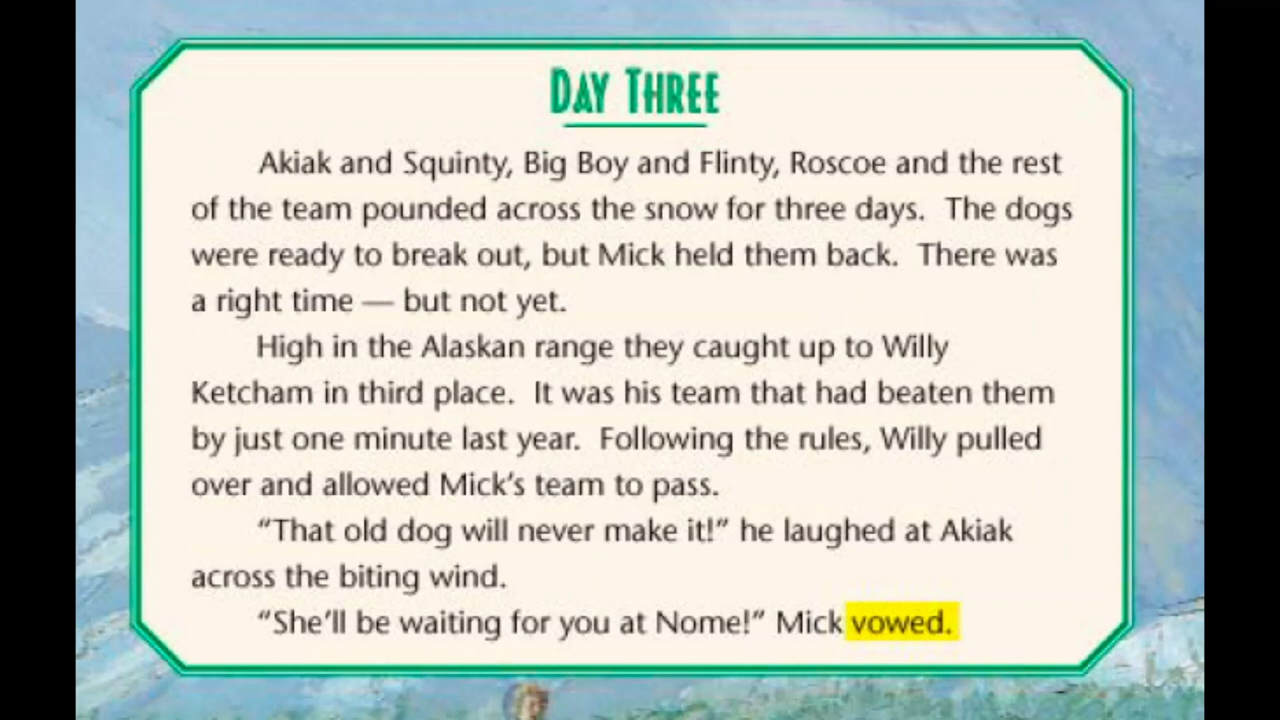 DAY THREE
Akiak and Squinty, Big Boy and Flinty, Roscoe and the rest
of the team pounded across the snow for three days. The dogs
were ready to break out, but Mick held them back. There was
a right time — but not yet.
High in the Alaskan range they caught up to Willy
Ketcham in third place. It was his team that had beaten them
by just one minute last year. Following the rules, Willy pulled
over and allowed Mick's team to pass.
"That old dog will never make it!" he laughed at Akiak
across the biting wind.
"She'll be waiting for you at Nome!" Mick vowed.